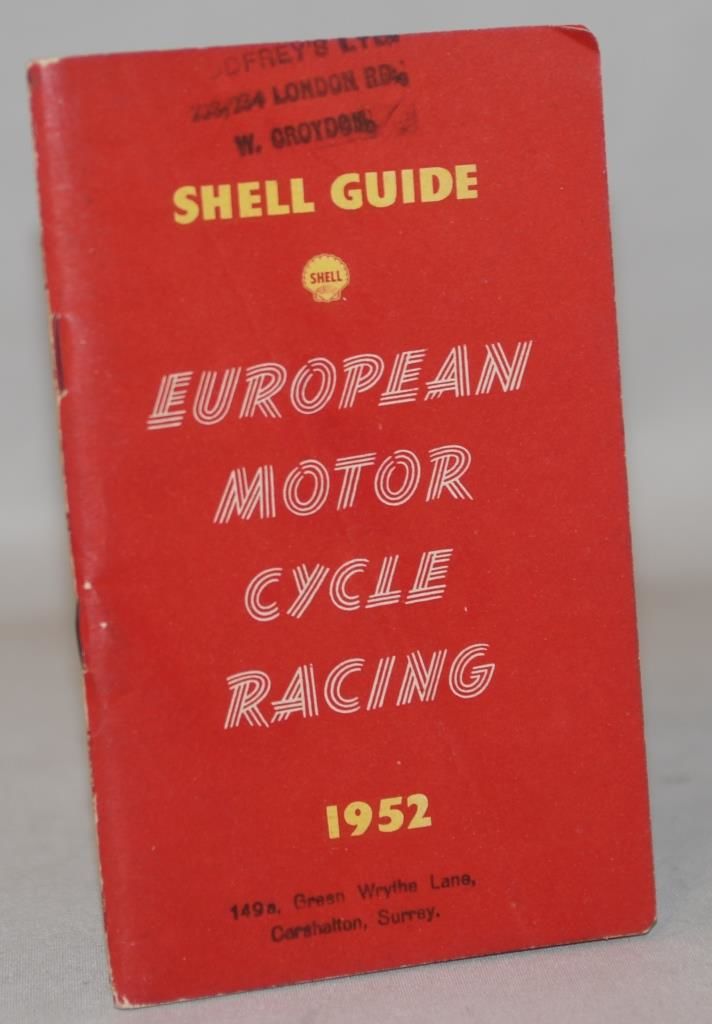 LONDON RD.
W. CROYDON.
SHELL GUIDE
SHELL
EUROPEAN
MOTOR
CYCLE
RACING
1952
149a. Green Wrythe Lane,
Carshalton, Surrey.